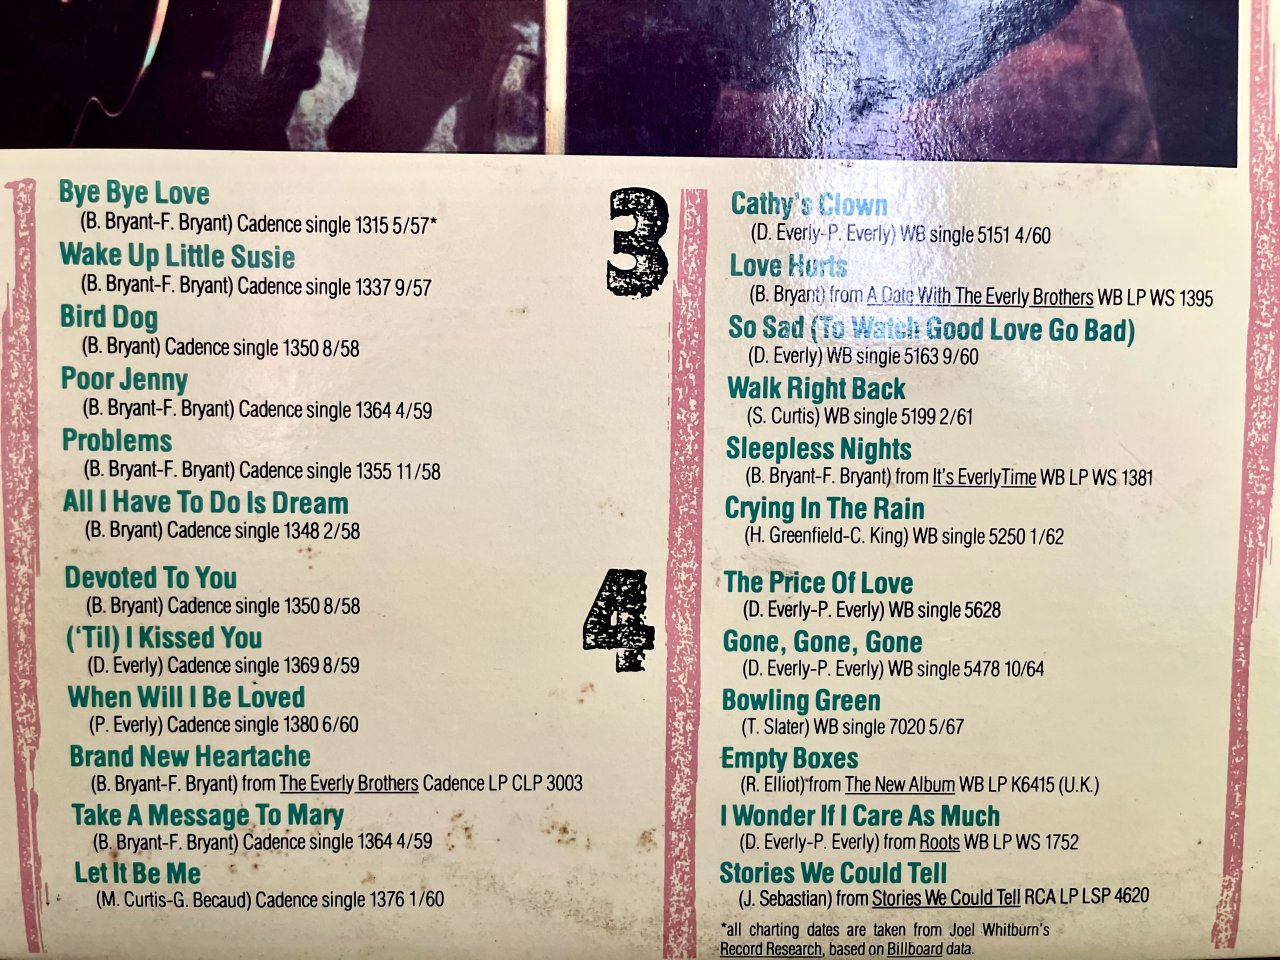 Bye Bye Love
(B. Bryant-F. Bryant) Cadence single 1315 5/57*
Wake Up Little Susie
(B. Bryant-F. Bryant) Cadence single 1337 9/57
Bird Dog
(B. Bryant) Cadence single 1350 8/58
Poor Jenny
(B. Bryant-F. Bryant) Cadence single 1364 4/59
Problems
(B. Bryant-F. Bryant) Cadence single 1355 11/58
All I Have To Do Is Dream
(B. Bryant) Cadence single 1348 2/58
Devoted To You
(B. Bryant) Cadence single 1350 8/58
('Til) I Kissed You
(D. Everly) Cadence single 1369 8/59
When Will I Be Loved
(P. Everly) Cadence single 1380 6/60
Brand New Heartache
(B. Bryant-F. Bryant) from The Everly Brothers Cadence LP CLP 3003
Take A Message To Mary
(B. Bryant-F. Bryant) Cadence single 1364 4/59
Let It Be Me
(M. Curtis-G. Becaud) Cadence single 1376 1/60
3
Cathy's Clown
(D. Everly-P. Everly) WB single 5151 4/60
Love Hurts
(B. Bryant) from A Date With The Everly Brothers WB LP WS 1395
So Sad (To Watch Good Love Go Bad)
(D. Everly) WB single 5163 9/60
Walk Right Back
(S. Curtis) WB single 5199 2/61
Sleepless Nights
(B. Bryant-F. Bryant) from It's EverlyTime WB LP WS 1381
Crying In The Rain
(H. Greenfield-C. King) WB single 5250 1/62
4
The Price Of Love
(D. Everly-P. Everly) WB single 5628
Gone, Gone, Gone
(D. Everly-P. Everly) WB single 5478 10/64
Bowling Green
(T. Slater) WB single 7020 5/67
Empty Boxes
(R. Elliot) from The New Album WB LP K6415 (U.K.)
I Wonder If I Care As Much
(D. Everly-P. Everly) from Roots WB LP WS 1752
Stories We Could Tell
(J. Sebastian) from Stories We Could Tell RCA LP LSP 4620
*all charting dates are taken from Joel Whitburn's
Record Research, based on Billboard data.